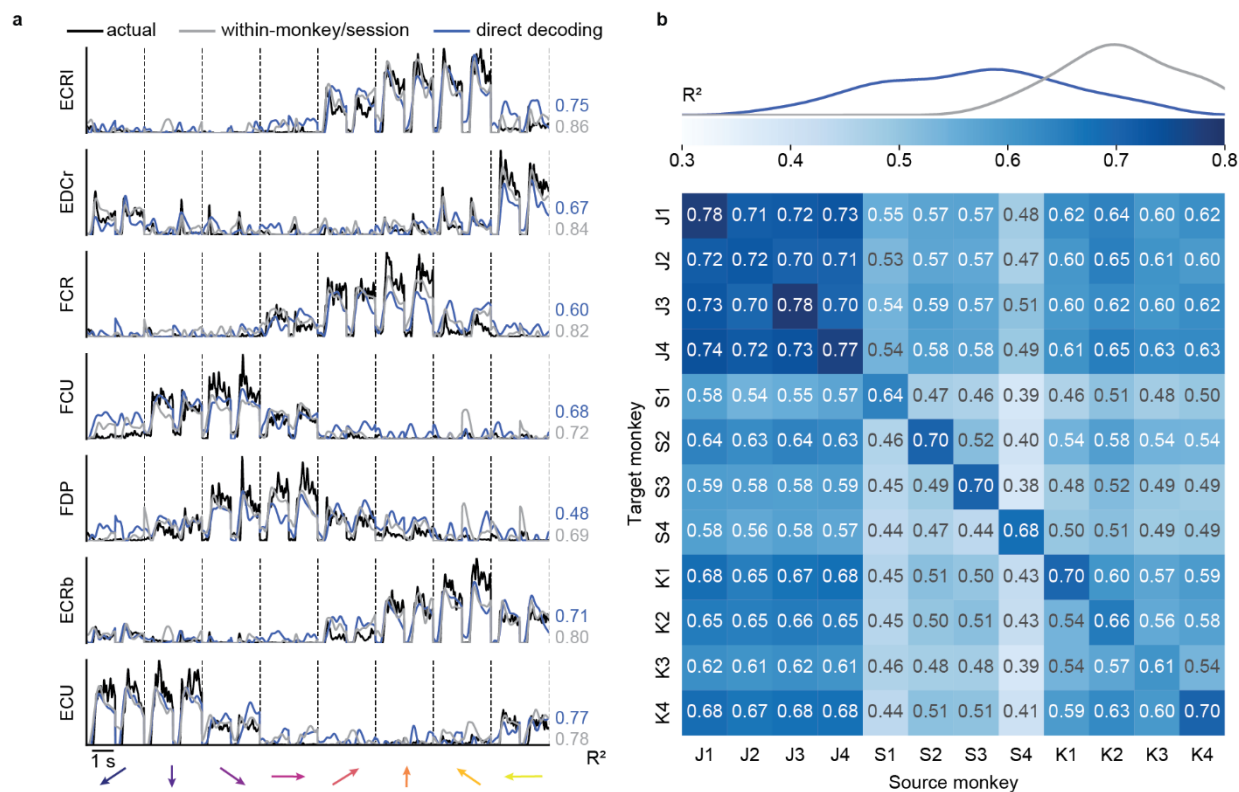 a
actual within-monkey/session direct decoding
ECRl
0.75
0.86
EDCr
0.67
0.84
FCR
0.60
0.82
FCU
0.68
0.72
FDP
0.48
0.69
ECRb
0.71
0.80
ECU
0.77
0.78
1 s
R²
b
R²
0.3 0.4 0.5 0.6 0.7 0.8
Target monkey
J1 0.78 0.71 0.72 0.73 0.55 0.57 0.57 0.48 0.62 0.64 0.60 0.62
J2 0.72 0.72 0.70 0.71 0.53 0.57 0.57 0.47 0.60 0.65 0.61 0.60
J3 0.73 0.70 0.78 0.70 0.54 0.59 0.57 0.51 0.60 0.62 0.60 0.62
J4 0.74 0.72 0.73 0.77 0.54 0.58 0.58 0.49 0.61 0.65 0.63 0.63
S1 0.58 0.54 0.55 0.57 0.64 0.47 0.46 0.39 0.46 0.51 0.48 0.50
S2 0.64 0.63 0.64 0.63 0.46 0.70 0.52 0.40 0.54 0.58 0.54 0.54
S3 0.59 0.58 0.58 0.59 0.45 0.49 0.70 0.38 0.48 0.52 0.49 0.49
S4 0.58 0.56 0.58 0.57 0.44 0.47 0.44 0.68 0.50 0.51 0.49 0.49
K1 0.68 0.65 0.67 0.68 0.45 0.51 0.50 0.43 0.70 0.60 0.57 0.59
K2 0.65 0.65 0.66 0.65 0.45 0.50 0.51 0.43 0.54 0.66 0.56 0.58
K3 0.62 0.61 0.62 0.61 0.46 0.48 0.48 0.39 0.54 0.57 0.61 0.54
K4 0.68 0.67 0.68 0.68 0.44 0.51 0.51 0.41 0.59 0.63 0.60 0.70
J1 J2 J3 J4 S1 S2 S3 S4 K1 K2 K3 K4
Source monkey